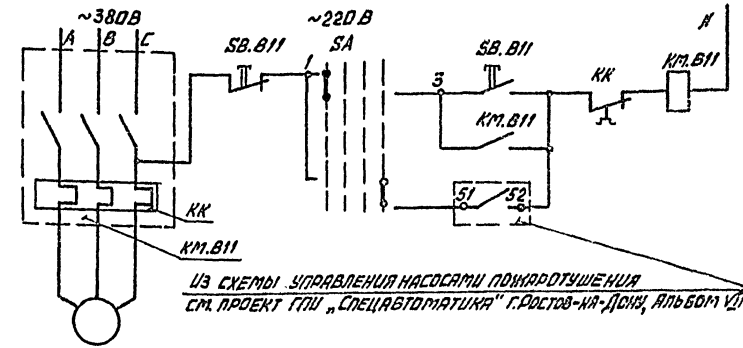 ~380В ~220В N
А В С SB.В11 SA SB.В11 КМ.В11
1 3 КК
КМ.В11
51 52
КК
КМ.В11
ИЗ СХЕМЫ УПРАВЛЕНИЯ НАСОСАМИ ПОЖАРОТУШЕНИЯ
СМ. ПРОЕКТ ГПИ „СПЕЦАВТОМАТИКА" Г.РОСТОВ-НА-ДОНУ, АЛЬБОМ VII